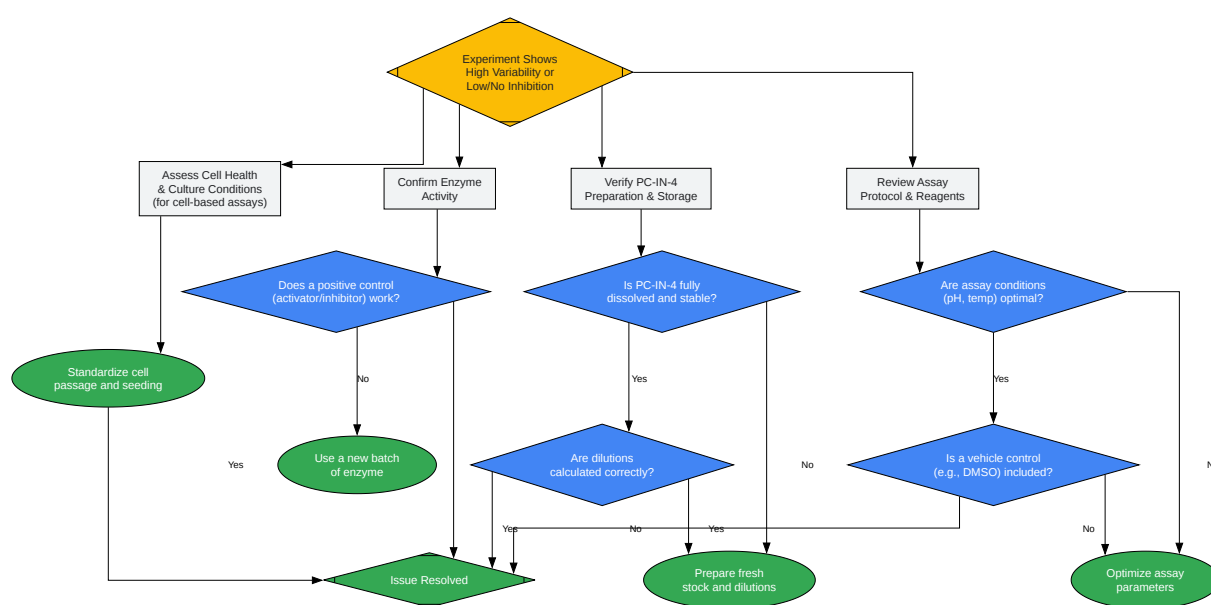 Experiment Shows
High Variability or
Low/No Inhibition
Assess Cell Health
& Culture Conditions
(for cell-based assays)
Confirm Enzyme
Activity
Verify PC-IN-4
Preparation & Storage
Review Assay
Protocol & Reagents
Does a positive control
(activator/inhibitor) work?
Is PC-IN-4 fully
dissolved and stable?
Are assay conditions
(pH, temp) optimal?
Standardize cell
passage and seeding
No
Yes
Yes
Yes
Use a new batch
of enzyme
Are dilutions
calculated correctly?
No
Is a vehicle control
(e.g., DMSO) included?
Yes
No
Yes
No
Issue Resolved
Prepare fresh
stock and dilutions
Optimize assay
parameters